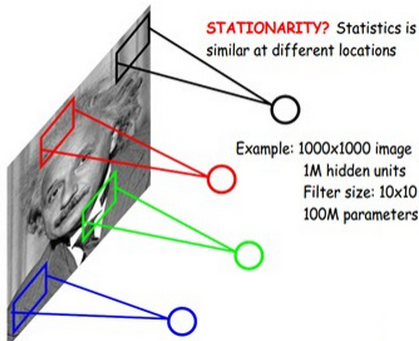 STATIONARITY? Statistics is
similar at different locations
Example: 1000x1000 image
1M hidden units
Filter size: 10x10
100M parameters